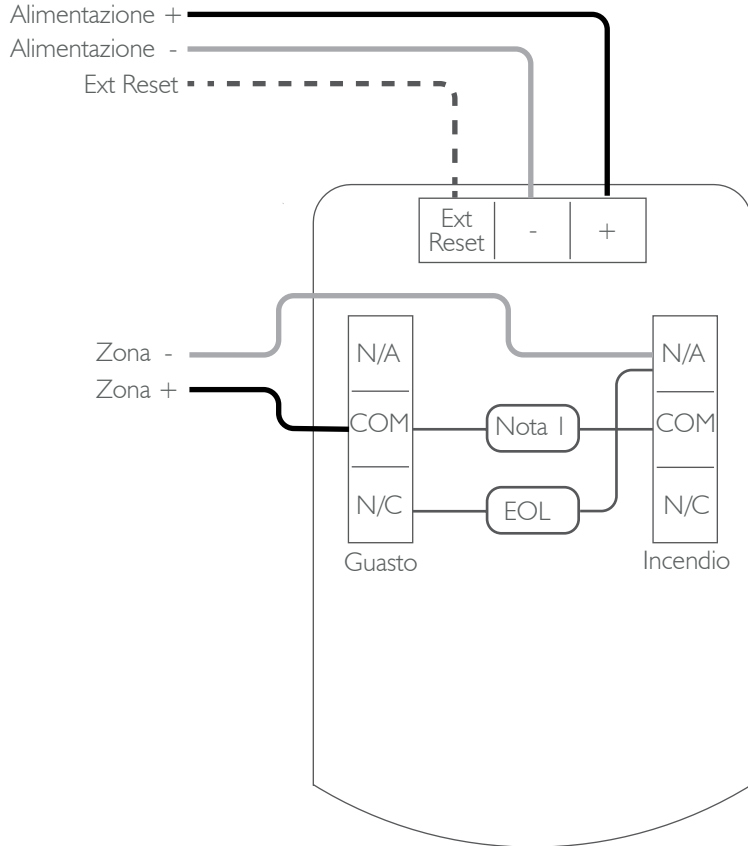 Alimentazione +
Alimentazione -
Ext Reset
Ext
Reset
-
+
Zona -
Zona +
N/A
COM
N/C
Guasto
Nota 1
EOL
N/A
COM
N/C
Incendio